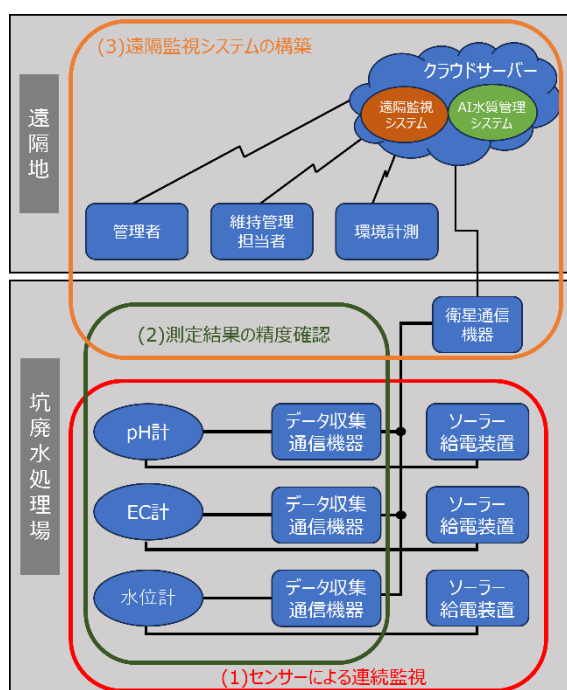 (3)遠隔監視システムの構築
クラウドサーバー
遠隔監視
システム
AI水質管理
システム
遠隔地
管理者
維持管理
担当者
環境計測
衛星通信
機器
(2)測定結果の精度確認
坑廃水処理場
pH計
データ収集
通信機器
ソーラー
給電装置
EC計
データ収集
通信機器
ソーラー
給電装置
水位計
データ収集
通信機器
ソーラー
給電装置
(1)センサーによる連続監視